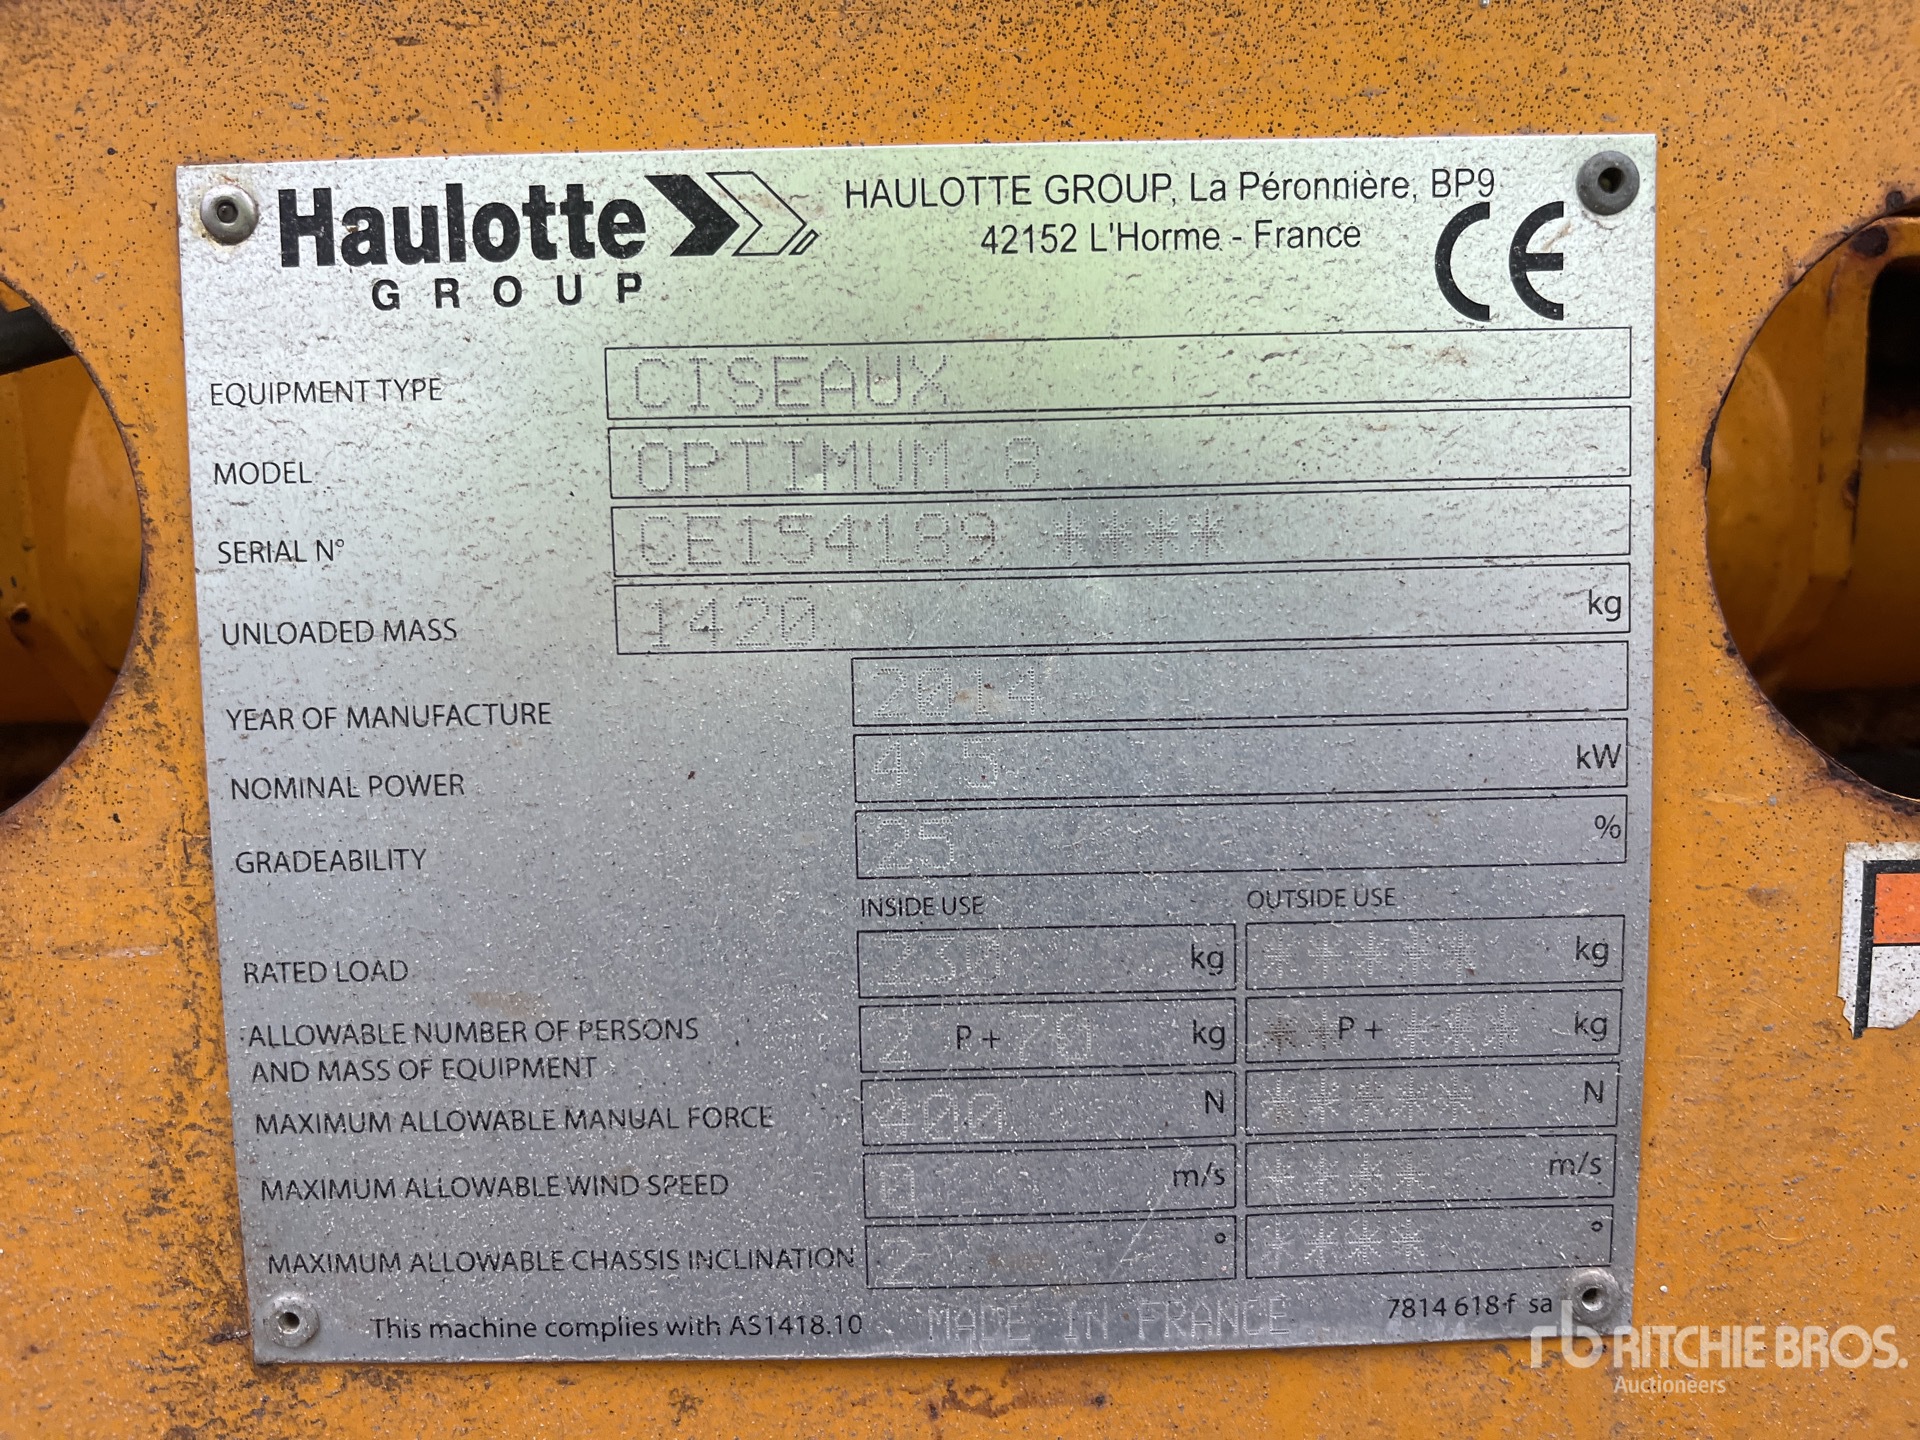 Haulotte
GROUP
HAULOTTE GROUP, La Péronnière, BP9
42152 L'Horme - France
CE
EQUIPMENT TYPE CISEAUX
MODEL OPTIMUM 8
SERIAL N° CE154189 ****
UNLOADED MASS 1420 kg
YEAR OF MANUFACTURE 2014
NOMINAL POWER 4 5 kW
GRADEABILITY 25 %
INSIDE USE OUTSIDE USE
RATED LOAD 230 kg ***** kg
ALLOWABLE NUMBER OF PERSONS
AND MASS OF EQUIPMENT 2 P + 70 kg ** P + *** kg
MAXIMUM ALLOWABLE MANUAL FORCE 400 N ***** N
MAXIMUM ALLOWABLE WIND SPEED 0 m/s **** m/s
MAXIMUM ALLOWABLE CHASSIS INCLINATION 2 ° **** °
This machine complies with AS1418.10 MADE IN FRANCE 7814 618-f sa
rb RITCHIE BROS.
Auctioneers